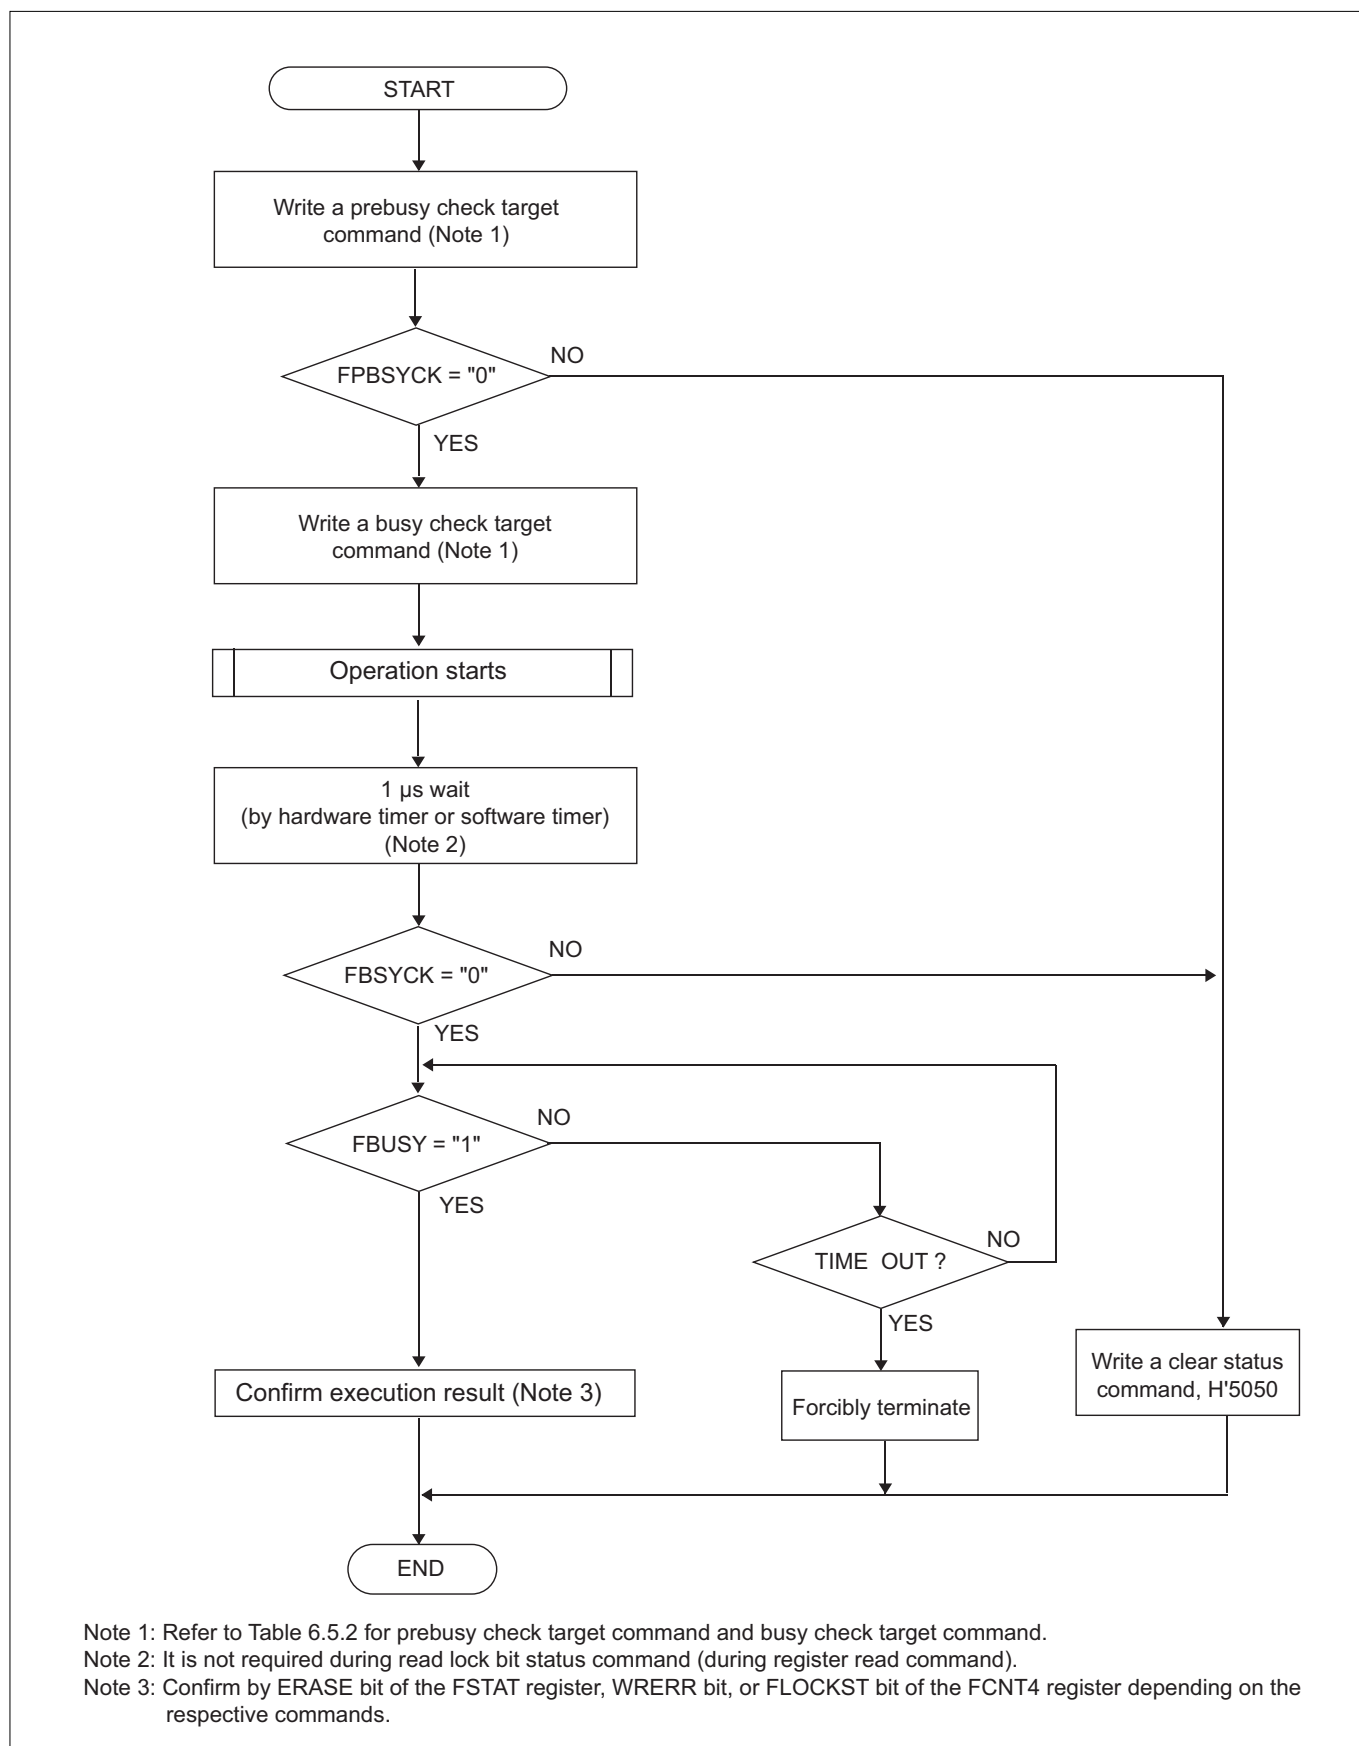 START
Write a prebusy check target
command (Note 1)
FPBSYCK = "0"
NO
YES
Write a busy check target
command (Note 1)
Operation starts
1 µs wait
(by hardware timer or software timer)
(Note 2)
FBSYCK = "0"
NO
YES
FBUSY = "1"
NO
YES
TIME OUT ?
NO
YES
Write a clear status
command, H'5050
Confirm execution result (Note 3)
Forcibly terminate
END
Note 1: Refer to Table 6.5.2 for prebusy check target command and busy check target command.
Note 2: It is not required during read lock bit status command (during register read command).
Note 3: Confirm by ERASE bit of the FSTAT register, WRERR bit, or FLOCKST bit of the FCNT4 register depending on the
respective commands.